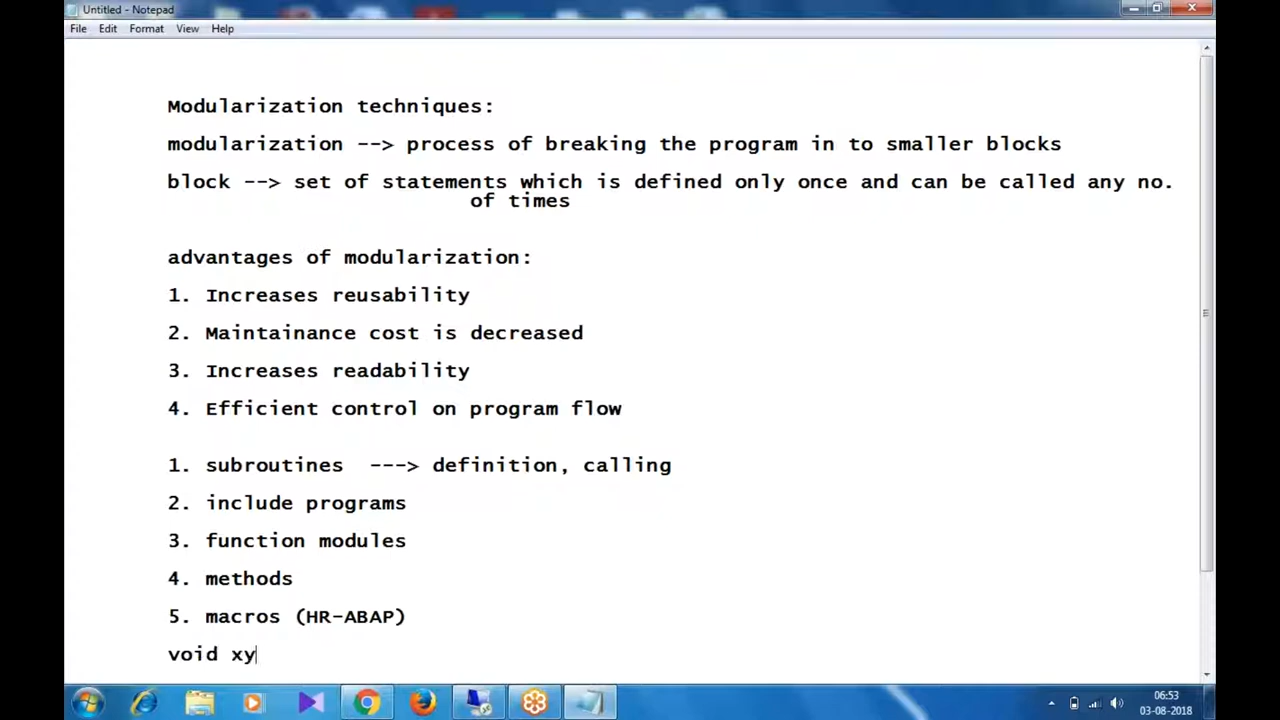 Untitled - Notepad
File Edit Format View Help
Modularization techniques:
modularization --> process of breaking the program in to smaller blocks
block --> set of statements which is defined only once and can be called any no.
of times
advantages of modularization:
1. Increases reusability
2. Maintainance cost is decreased
3. Increases readability
4. Efficient control on program flow
1. subroutines ---> definition, calling
2. include programs
3. function modules
4. methods
5. macros (HR-ABAP)
void xy
06:53
03-08-2018